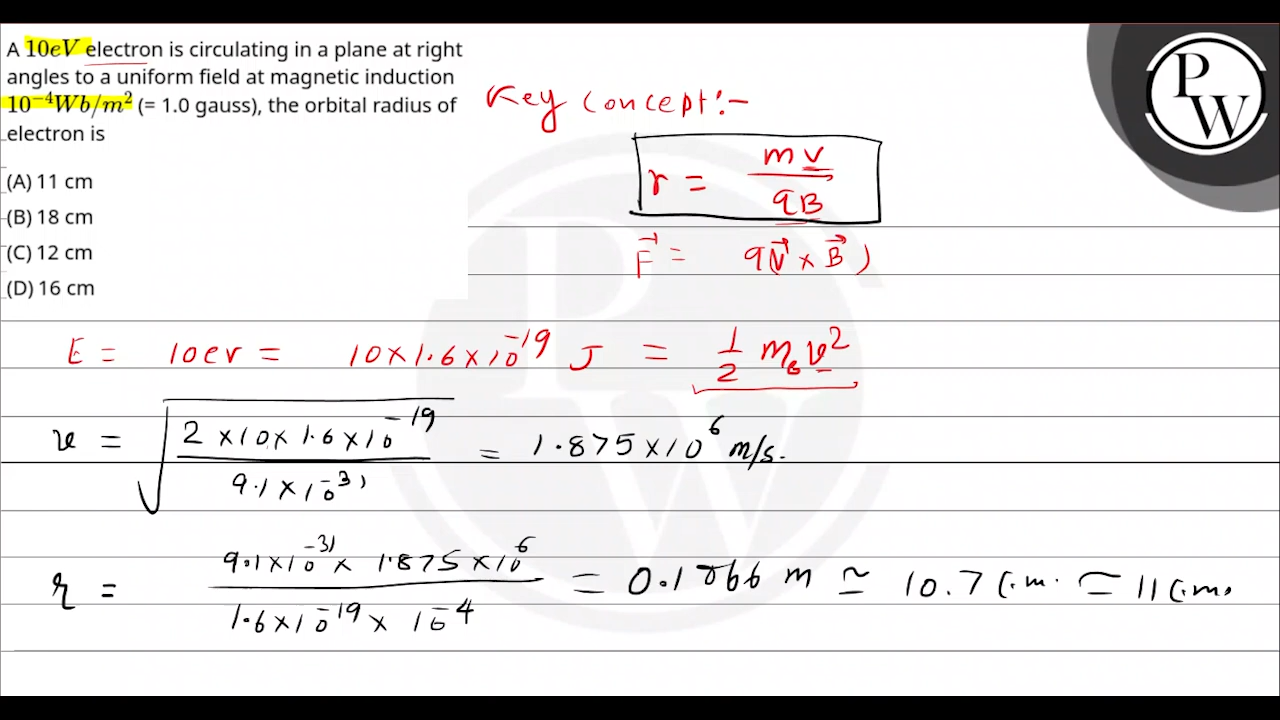 A 10eV electron is circulating in a plane at right
angles to a uniform field at magnetic induction
10⁻⁴Wb/m² (= 1.0 gauss), the orbital radius of
electron is
(A) 11 cm
(B) 18 cm
(C) 12 cm
(D) 16 cm
P
W
Key concept:-
r = mv / qB
F⃗ = q(V⃗ × B⃗)
E = 10ev = 10×1.6×10⁻¹⁹ J = 1/2 mₑv²
v = √(2×10×1.6×10⁻¹⁹ / 9.1×10⁻³¹) = 1.875×10⁶ m/s.
r = 9.1×10⁻³¹ × 1.875×10⁶ / 1.6×10⁻¹⁹ × 10⁻⁴ = 0.1066 m ≃ 10.7 cm. ≃ 11 cm.